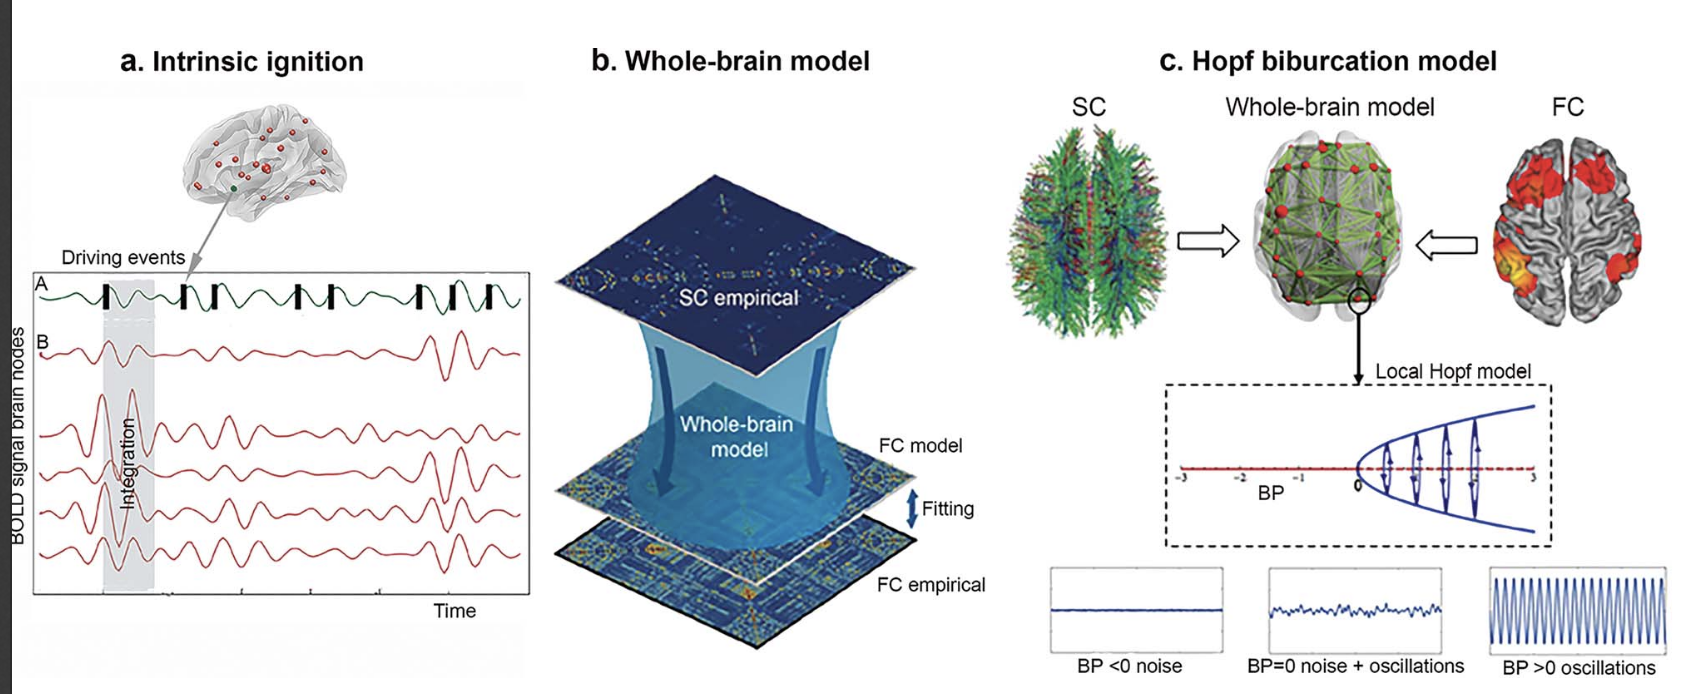 a. Intrinsic ignition
Driving events
A
B
BOLD signal brain nodes
Integration
Time
b. Whole-brain model
SC empirical
Whole-brain
model
FC model
Fitting
FC empirical
c. Hopf biburcation model
SC
Whole-brain model
FC
Local Hopf model
-3 -2 -1 0 1 2 3
BP
BP <0 noise
BP=0 noise + oscillations
BP >0 oscillations